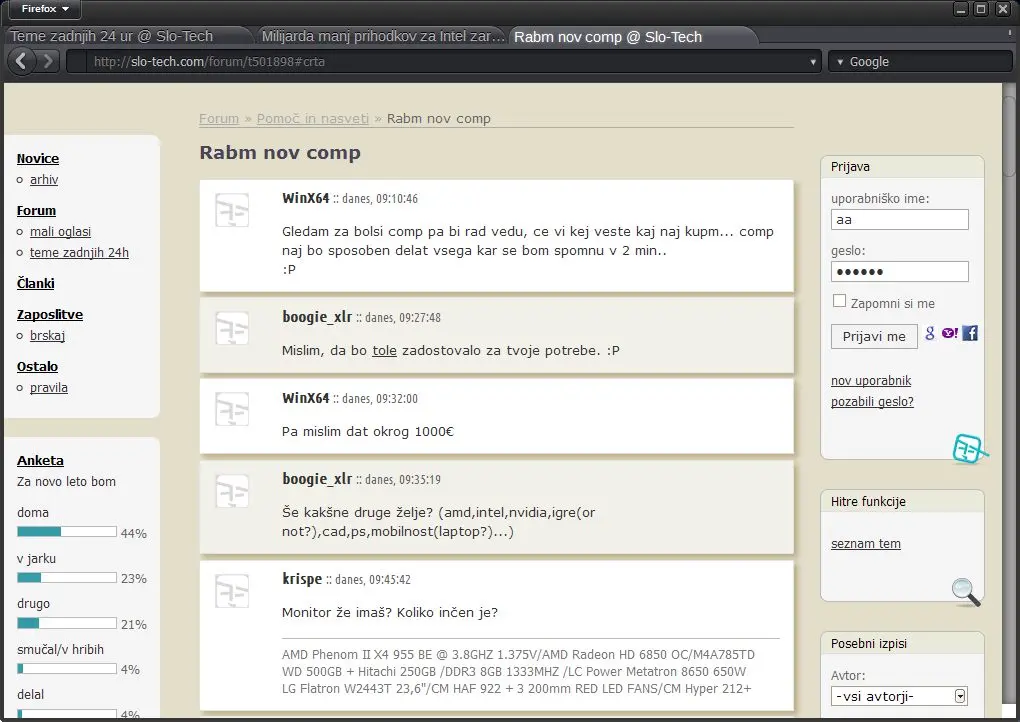 Firefox
Teme zadnjih 24 ur @ Slo-Tech
Milijarda manj prihodkov za Intel zar...
Rabm nov comp @ Slo-Tech
http://slo-tech.com/forum/t501898#crta
Google
Forum » Pomoč in nasveti » Rabm nov comp
Rabm nov comp
Novice
arhiv
Forum
mali oglasi
teme zadnjih 24h
Članki
Zaposlitve
brskaj
Ostalo
pravila
Anketa
Za novo leto bom
doma
44%
v jarku
23%
drugo
21%
smučal/v hribih
4%
delal
4%
WinX64 :: danes, 09:10:46
Gledam za bolsi comp pa bi rad vedu, ce vi kej veste kaj naj kupm... comp
naj bo sposoben delat vsega kar se bom spomnu v 2 min..
:P
boogie_xlr :: danes, 09:27:48
Mislim, da bo tole zadostovalo za tvoje potrebe. :P
WinX64 :: danes, 09:32:00
Pa mislim dat okrog 1000€
boogie_xlr :: danes, 09:35:19
Še kakšne druge želje? (amd,intel,nvidia,igre(or
not?),cad,ps,mobilnost(laptop?)...)
krispe :: danes, 09:45:42
Monitor že imaš? Koliko inčen je?
AMD Phenom II X4 955 BE @ 3.8GHZ 1.375V/AMD Radeon HD 6850 OC/M4A785TD
WD 500GB + Hitachi 250GB /DDR3 8GB 1333MHZ /LC Power Metatron 8650 650W
LG Flatron W2443T 23,6"/CM HAF 922 + 3 200mm RED LED FANS/CM Hyper 212+
Prijava
uporabniško ime:
aa
geslo:
••••••
Zapomni si me
Prijavi me
g Y! f
nov uporabnik
pozabili geslo?
Hitre funkcije
seznam tem
Posebni izpisi
Avtor:
-vsi avtorji-